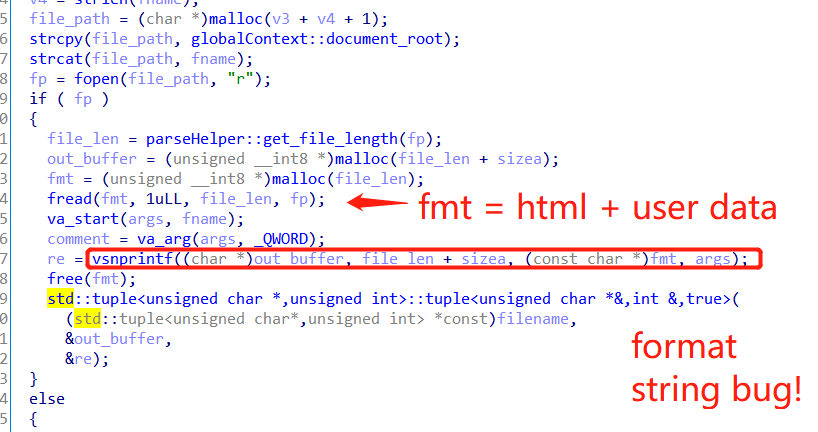 4 v4 = strlen(fname);
5 file_path = (char *)malloc(v3 + v4 + 1);
6 strcpy(file_path, globalContext::document_root);
7 strcat(file_path, fname);
8 fp = fopen(file_path, "r");
9 if ( fp )
0 {
1 file_len = parseHelper::get_file_length(fp);
2 out_buffer = (unsigned __int8 *)malloc(file_len + sizea);
3 fmt = (unsigned __int8 *)malloc(file_len);
4 fread(fmt, 1uLL, file_len, fp);
fmt = html + user data
5 va_start(args, fname);
6 comment = va_arg(args, _QWORD);
7 re = vsnprintf((char *)out_buffer, file_len + sizea, (const char *)fmt, args);
8 free(fmt);
9 std::tuple<unsigned char *,unsigned int>::tuple<unsigned char *&,int &,true>(
0 (std::tuple<unsigned char*,unsigned int> *const)filename,
1 &out_buffer,
2 &re);
format
string bug!
3 }
4 else
5 {